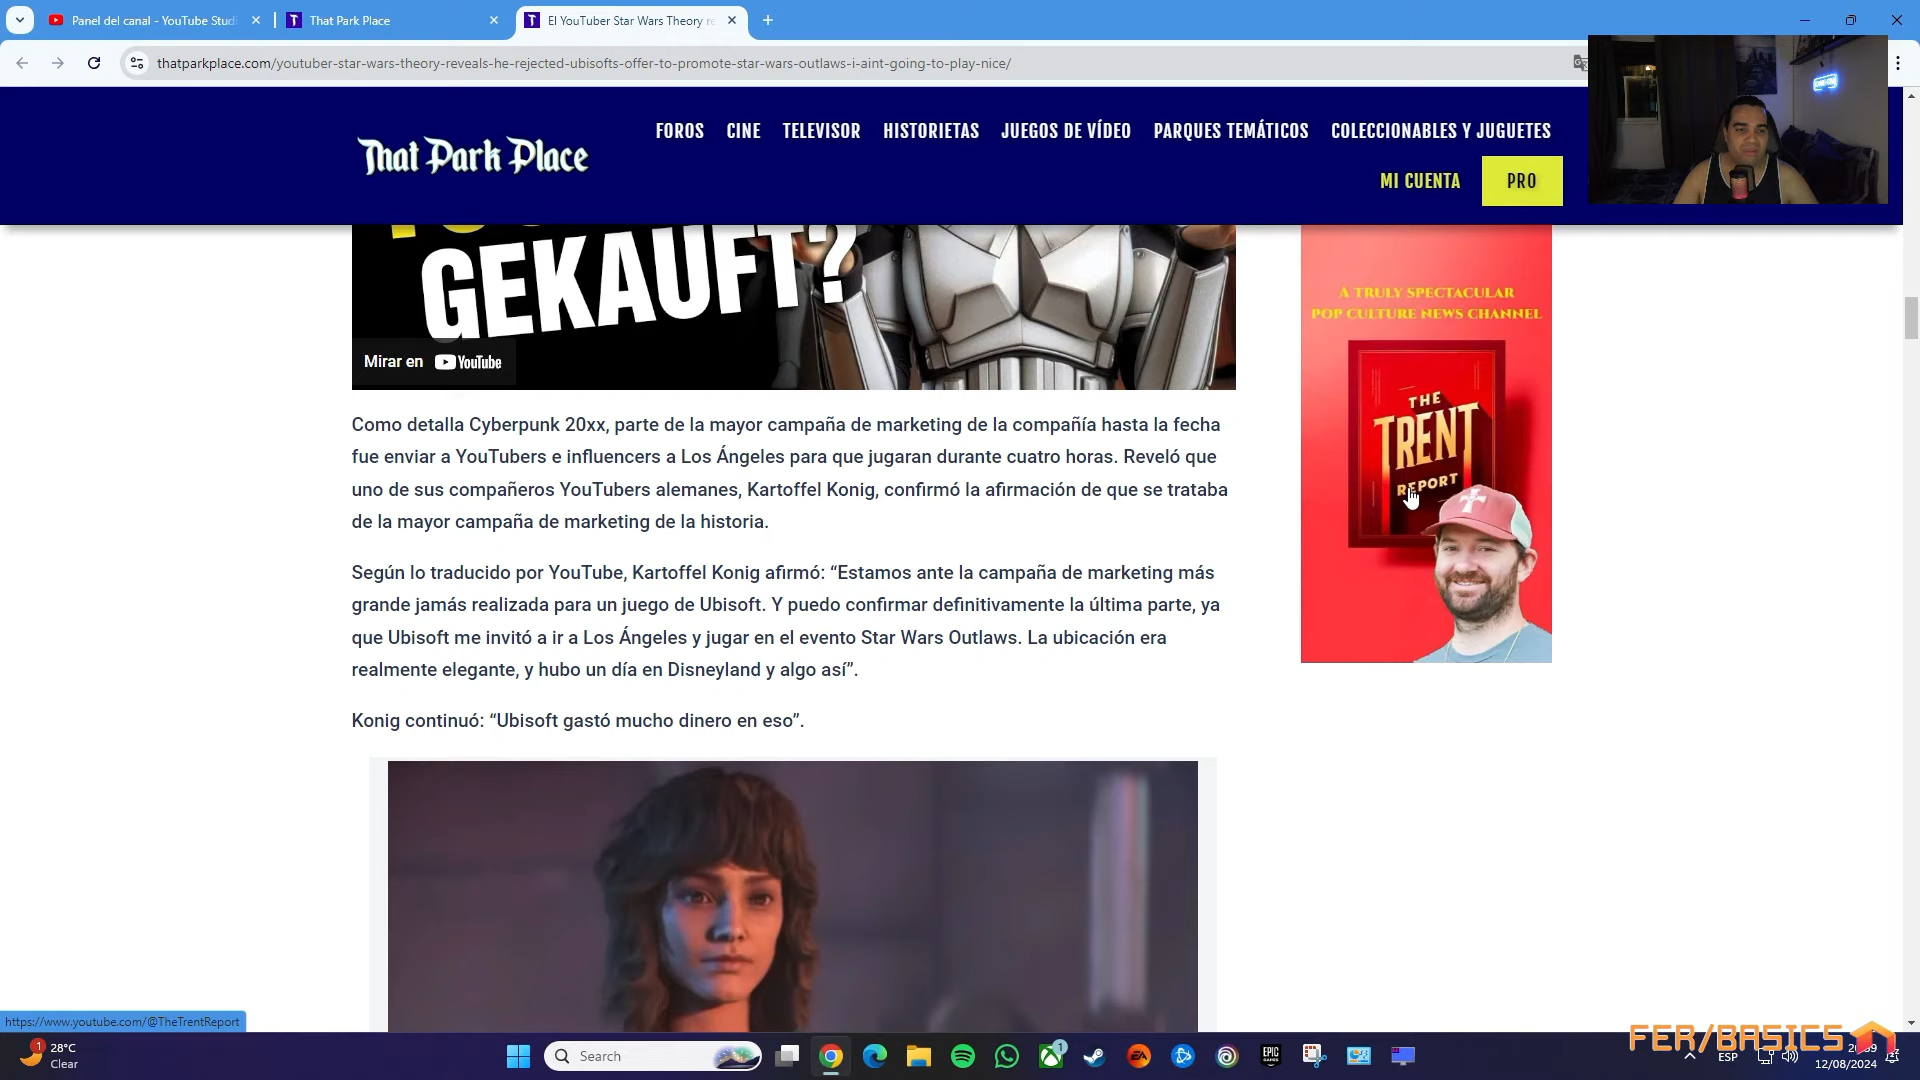 Panel del canal - YouTube Stud
That Park Place
El YouTuber Star Wars Theory re
thatparkplace.com/youtuber-star-wars-theory-reveals-he-rejected-ubisofts-offer-to-promote-star-wars-outlaws-i-aint-going-to-play-nice/
That Park Place
FOROS CINE TELEVISOR HISTORIETAS JUEGOS DE VÍDEO PARQUES TEMÁTICOS COLECCIONABLES Y JUGUETES
MI CUENTA PRO
GEKAUFT?
Mirar en YouTube
Como detalla Cyberpunk 20xx, parte de la mayor campaña de marketing de la compañía hasta la fecha
fue enviar a YouTubers e influencers a Los Ángeles para que jugaran durante cuatro horas. Reveló que
uno de sus compañeros YouTubers alemanes, Kartoffel Konig, confirmó la afirmación de que se trataba
de la mayor campaña de marketing de la historia.
Según lo traducido por YouTube, Kartoffel Konig afirmó: “Estamos ante la campaña de marketing más
grande jamás realizada para un juego de Ubisoft. Y puedo confirmar definitivamente la última parte, ya
que Ubisoft me invitó a ir a Los Ángeles y jugar en el evento Star Wars Outlaws. La ubicación era
realmente elegante, y hubo un día en Disneyland y algo así”.
Konig continuó: “Ubisoft gastó mucho dinero en eso”.
A TRULY SPECTACULAR
POP CULTURE NEWS CHANNEL
THE
TRENT
REPORT
https://www.youtube.com/@TheTrentReport
1
28°C
Clear
Search
1
EA
EPIC
GAMES
FER/BASICS
ESP
12/08/2024